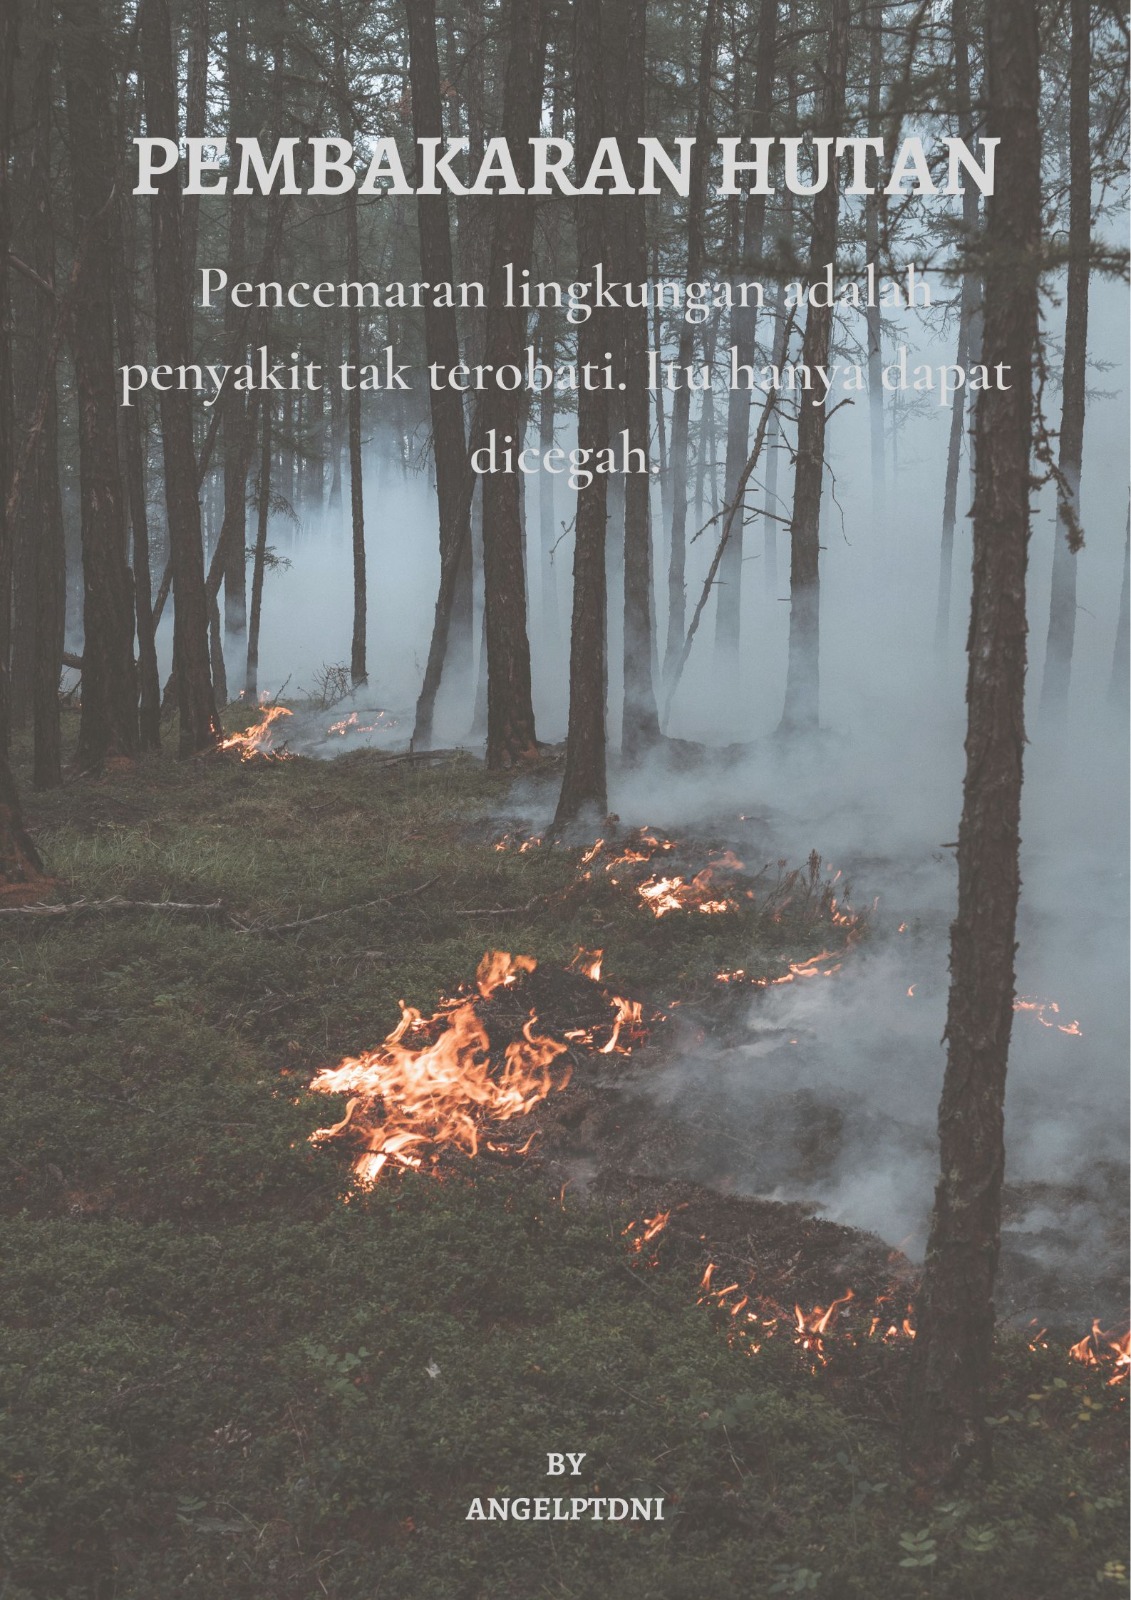 PEMBAKARAN HUTAN
Pencemaran lingkungan adalah
penyakit tak terobati. Itu hanya dapat
dicegah.
BY
ANGELPTDNI